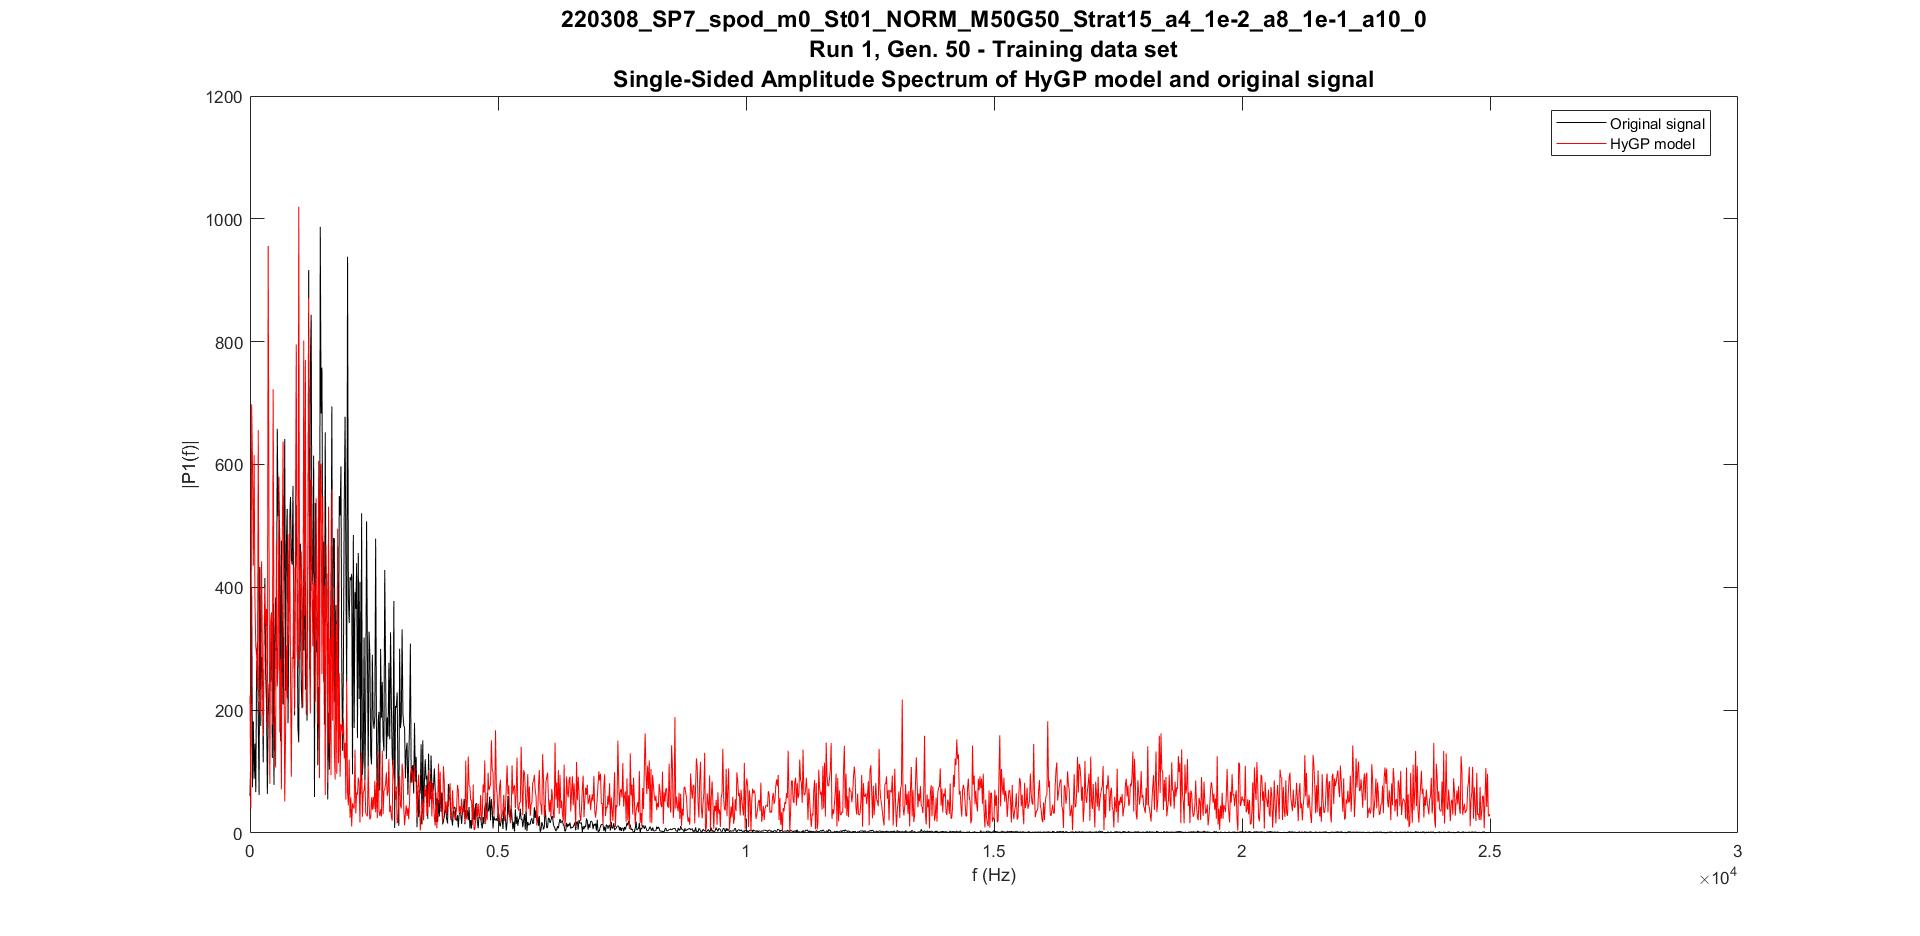 220308_SP7_spod_m0_St01_NORM_M50G50_Strat15_a4_1e-2_a8_1e-1_a10_0
Run 1, Gen. 50 - Training data set
Single-Sided Amplitude Spectrum of HyGP model and original signal
Original signal
HyGP model
|P1(f)|
1200
1000
800
600
400
200
0
0 0.5 1 1.5 2 2.5 3
f (Hz)
×10^4